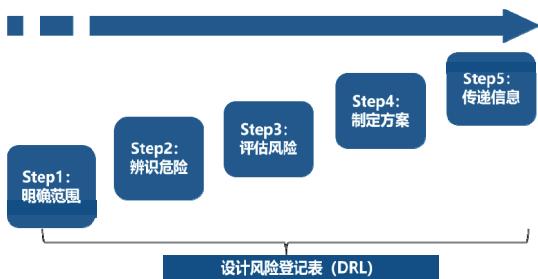 Step1：
明确范围
Step2：
辨识危险
Step3：
评估风险
Step4：
制定方案
Step5：
传递信息
设计风险登记表（DRL）